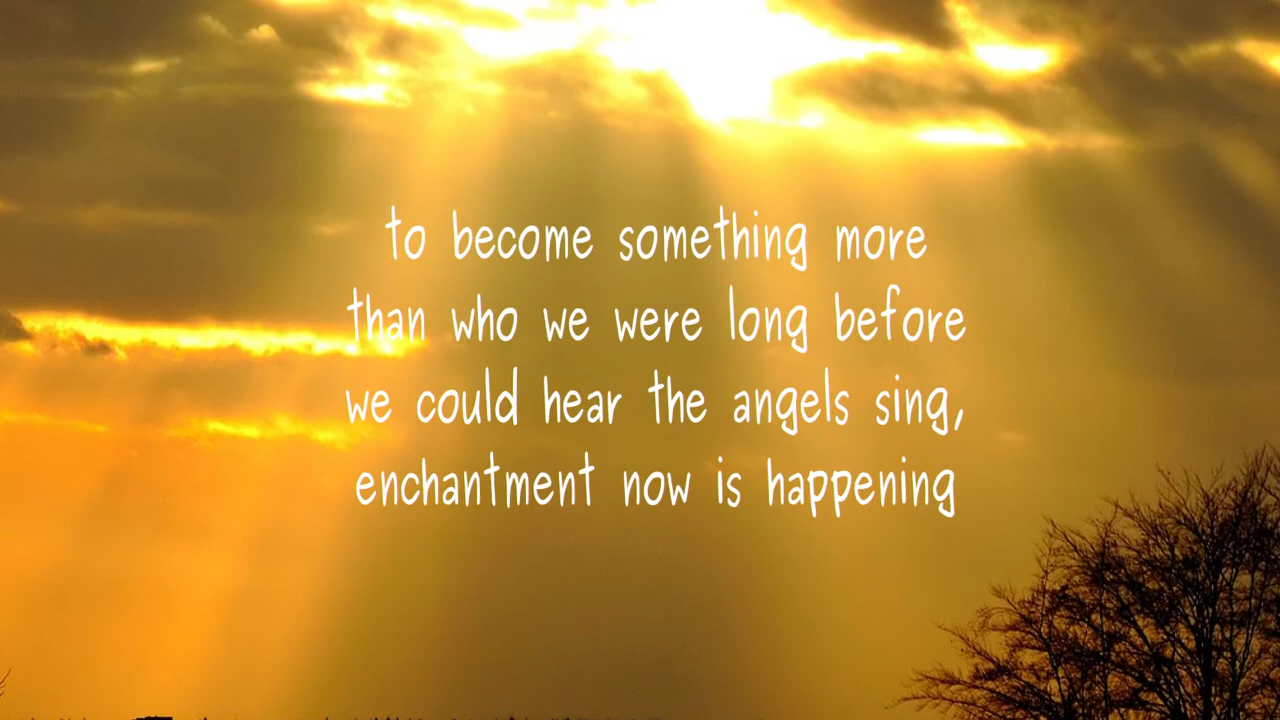 to become something more
than who we were long before
we could hear the angels sing,
enchantment now is happening